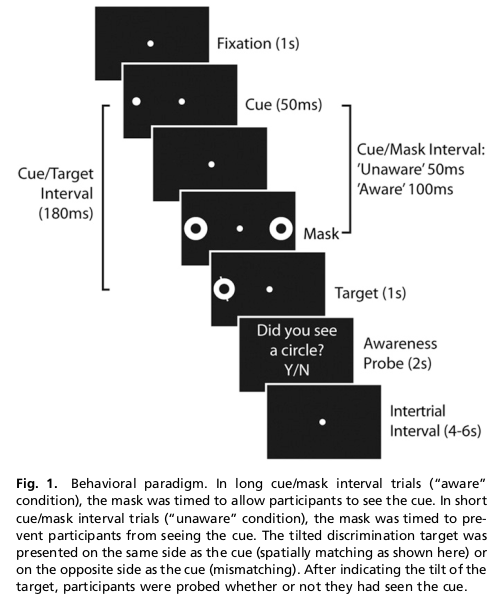 Fixation (1s)
Cue (50ms)
Cue/Target
Interval
(180ms)
Cue/Mask Interval:
'Unaware' 50ms
'Aware' 100ms
Mask
Target (1s)
Did you see
a circle?
Y/N
Awareness
Probe (2s)
Intertrial
Interval (4-6s)
Fig. 1. Behavioral paradigm. In long cue/mask interval trials (“aware”
condition), the mask was timed to allow participants to see the cue. In short
cue/mask interval trials (“unaware” condition), the mask was timed to pre-
vent participants from seeing the cue. The tilted discrimination target was
presented on the same side as the cue (spatially matching as shown here) or
on the opposite side as the cue (mismatching). After indicating the tilt of the
target, participants were probed whether or not they had seen the cue.